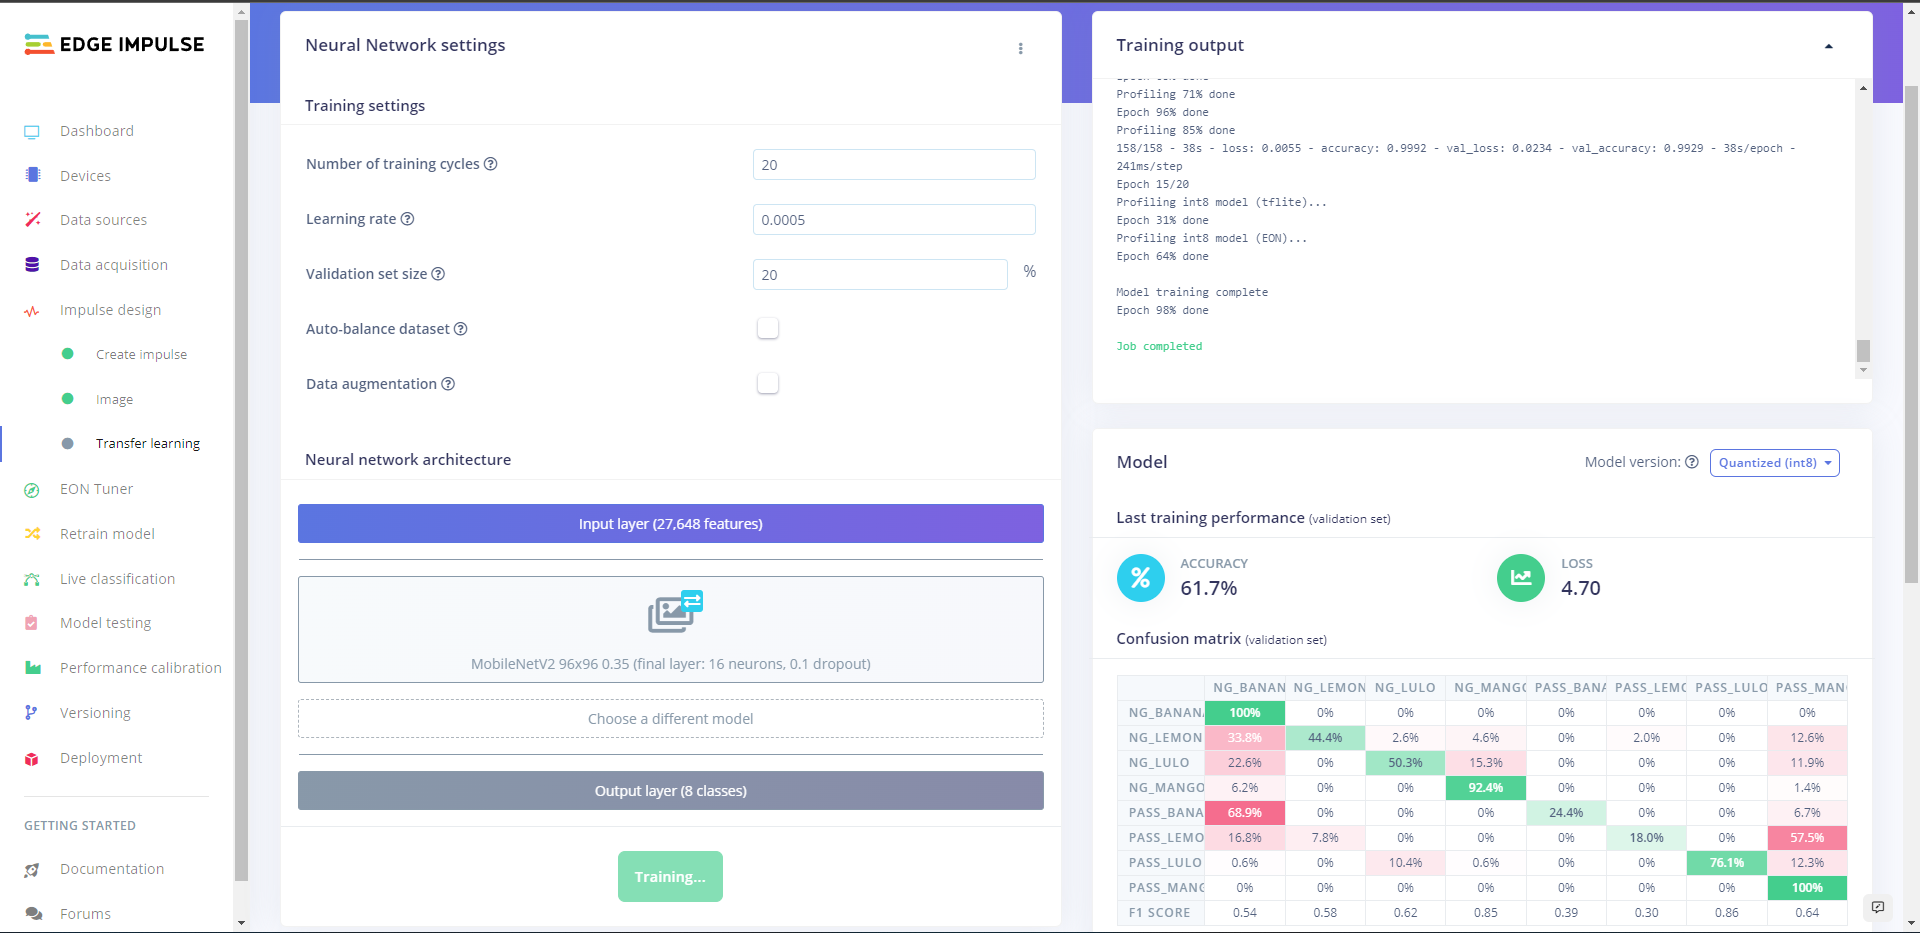 EDGE IMPULSE
Dashboard
Devices
Data sources
Data acquisition
Impulse design
Create impulse
Image
Transfer learning
EON Tuner
Retrain model
Live classification
Model testing
Performance calibration
Versioning
Deployment
GETTING STARTED
Documentation
Forums
Neural Network settings
Training settings
Number of training cycles ? 20
Learning rate ? 0.0005
Validation set size ? 20 %
Auto-balance dataset ?
Data augmentation ?
Neural network architecture
Input layer (27,648 features)
MobileNetV2 96x96 0.35 (final layer: 16 neurons, 0.1 dropout)
Choose a different model
Output layer (8 classes)
Training...
Training output
Profiling 71% done
Epoch 96% done
Profiling 85% done
158/158 - 38s - loss: 0.0055 - accuracy: 0.9992 - val_loss: 0.0234 - val_accuracy: 0.9929 - 38s/epoch -
241ms/step
Epoch 15/20
Profiling int8 model (tflite)...
Epoch 31% done
Profiling int8 model (EON)...
Epoch 64% done
Model training complete
Epoch 98% done
Job completed
Model
Model version: ? Quantized (int8)
Last training performance (validation set)
% ACCURACY
61.7%
LOSS
4.70
Confusion matrix (validation set)
NG_BANAN NG_LEMON NG_LULO NG_MANGO PASS_BANA PASS_LEMO PASS_LULO PASS_MAN
NG_BANAN 100% 0% 0% 0% 0% 0% 0% 0%
NG_LEMON 33.8% 44.4% 2.6% 4.6% 0% 2.0% 0% 12.6%
NG_LULO 22.6% 0% 50.3% 15.3% 0% 0% 0% 11.9%
NG_MANGO 6.2% 0% 0% 92.4% 0% 0% 0% 1.4%
PASS_BANA 68.9% 0% 0% 0% 24.4% 0% 0% 6.7%
PASS_LEMO 16.8% 7.8% 0% 0% 0% 18.0% 0% 57.5%
PASS_LULO 0.6% 0% 10.4% 0.6% 0% 0% 76.1% 12.3%
PASS_MANG 0% 0% 0% 0% 0% 0% 0% 100%
F1 SCORE 0.54 0.58 0.62 0.85 0.39 0.30 0.86 0.64